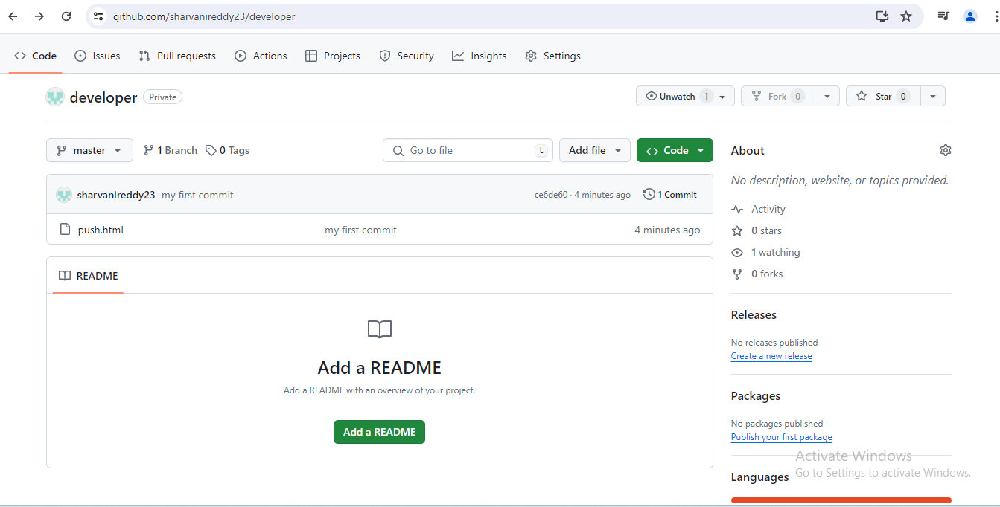 github.com/sharvanireddy23/developer
Code Issues Pull requests Actions Projects Security Insights Settings
developer Private Unwatch 1 Fork 0 Star 0
master 1 Branch 0 Tags Go to file t Add file Code
sharvanireddy23 my first commit ce6de60 · 4 minutes ago 1 Commit
push.html my first commit 4 minutes ago
README
Add a README
Add a README with an overview of your project.
Add a README
About
No description, website, or topics provided.
Activity
0 stars
1 watching
0 forks
Releases
No releases published
Create a new release
Packages
No packages published
Publish your first package
Languages
Activate Windows
Go to Settings to activate Windows.